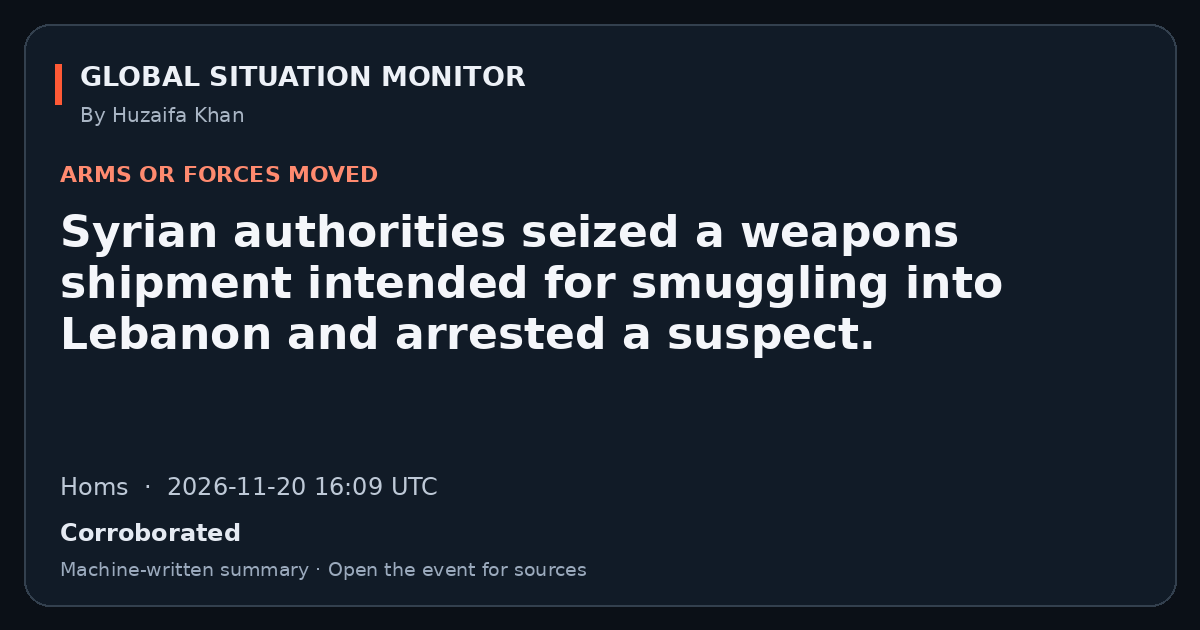 GLOBAL SITUATION MONITOR
By Huzaifa Khan
ARMS OR FORCES MOVED
Syrian authorities seized a weapons
shipment intended for smuggling into
Lebanon and arrested a suspect.
Homs · 2026-11-20 16:09 UTC
Corroborated
Machine-written summary · Open the event for sources